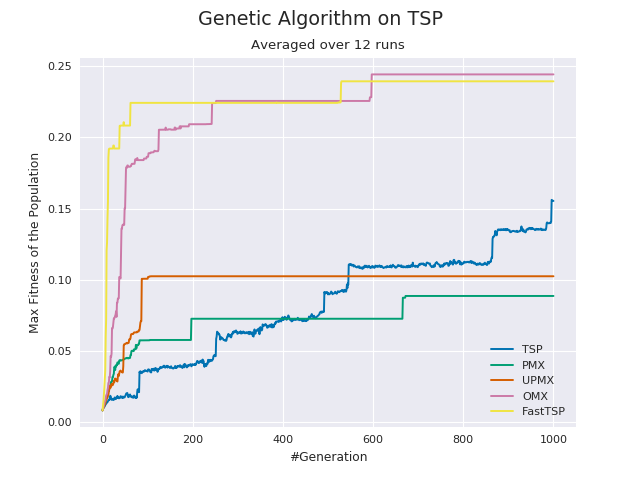 Genetic Algorithm on TSP
Averaged over 12 runs
Max Fitness of the Population
0.25
0.20
0.15
0.10
0.05
0.00
0
200
400
600
800
1000
#Generation
TSP
PMX
UPMX
OMX
FastTSP